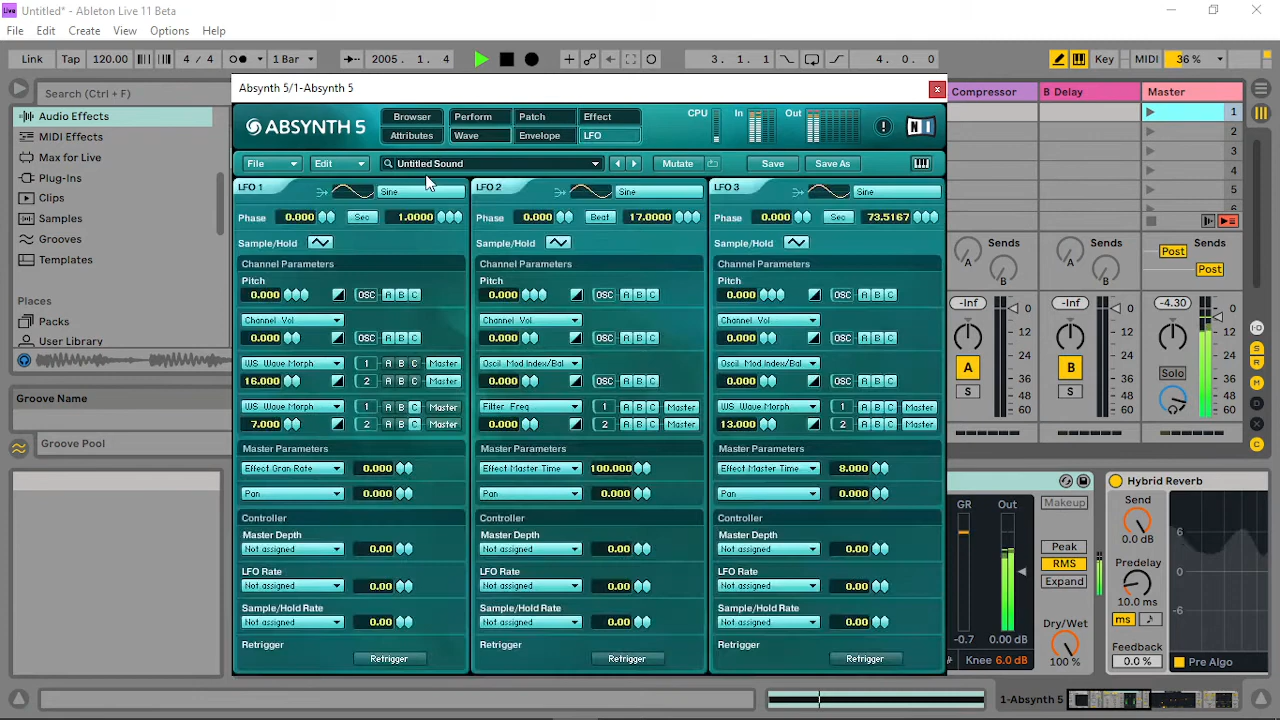 Live Untitled* - Ableton Live 11 Beta
File Edit Create View Options Help
Link Tap 120.00 4 / 4 1 Bar 2005. 1. 4 3. 1. 1 4. 0. 0 Key MIDI 36 %
Search (Ctrl + F)
Audio Effects
MIDI Effects
Max for Live
Plug-Ins
Clips
Samples
Grooves
Templates
Places
Packs
User Library
Groove Name
Groove Pool
Absynth 5/1-Absynth 5
ABSYNTH 5
Browser Perform Patch Effect
Attributes Wave Envelope LFO
CPU In Out
File Edit Untitled Sound Mutate Save Save As
LFO 1 Sine
Phase 0.000 Sec 1.0000
Sample/Hold
Channel Parameters
Pitch
0.000 OSC A B C
Channel Vol
0.000 OSC A B C
WS Wave Morph 1 A B C Master
16.000 2 A B C Master
WS Wave Morph 1 A B C Master
7.000 2 A B C Master
Master Parameters
Effect Gran Rate 0.000
Pan 0.000
Controller
Master Depth
Not assigned 0.00
LFO Rate
Not assigned 0.00
Sample/Hold Rate
Not assigned 0.00
Retrigger
Retrigger
LFO 2 Sine
Phase 0.000 Beat 17.0000
Sample/Hold
Channel Parameters
Pitch
0.000 OSC A B C
Channel Vol
0.000 OSC A B C
Oscil Mod Index/Bal
0.000 OSC A B C
Filter Freq 1 A B C Master
0.000 2 A B C Master
Master Parameters
Effect Master Time 100.000
Pan 0.000
Controller
Master Depth
Not assigned 0.00
LFO Rate
Not assigned 0.00
Sample/Hold Rate
Not assigned 0.00
Retrigger
Retrigger
LFO 3 Sine
Phase 0.000 Sec 73.5167
Sample/Hold
Channel Parameters
Pitch
0.000 OSC A B C
Channel Vol
0.000 OSC A B C
Oscil Mod Index/Bal
0.000 OSC A B C
WS Wave Morph 1 A B C Master
13.000 2 A B C Master
Master Parameters
Effect Master Time 8.000
Pan 0.000
Controller
Master Depth
Not assigned 0.00
LFO Rate
Not assigned 0.00
Sample/Hold Rate
Not assigned 0.00
Retrigger
Retrigger
Compressor B Delay Master
1
2
3
4
5
Sends Sends Sends
A A Post
B B Post
-Inf -Inf -4.30
0 0 0
12 12 12
24 24 24
36 36 36
48 48 48
60 60 60
A B Solo
S S
S
R
M
D
C
GR Out
-0.7 0.00 dB
Knee 6.0 dB
Makeup
Peak
RMS
Expand
Dry/Wet
100 %
Hybrid Reverb
Send
0.0 dB
Predelay
10.0 ms
ms
Feedback
0.0 %
6
0
-6
Pre Algo
1-Absynth 5